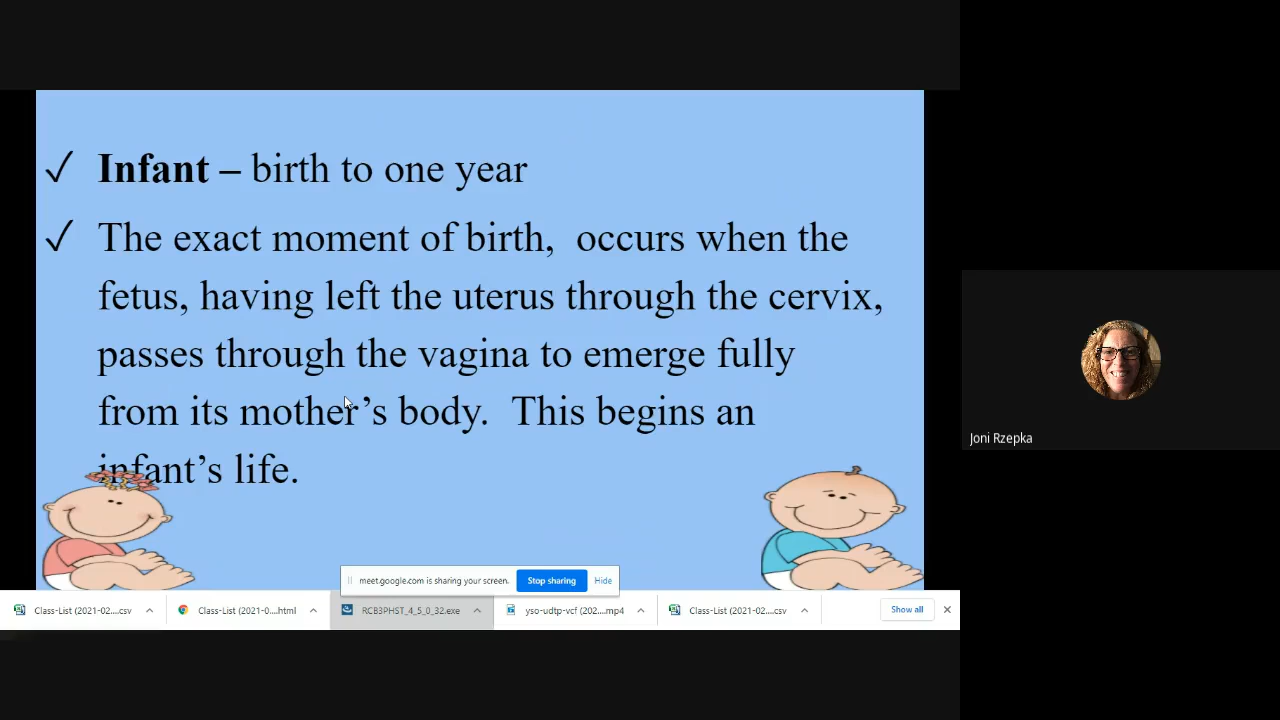 ✓ Infant – birth to one year
✓ The exact moment of birth,  occurs when the
fetus, having left the uterus through the cervix,
passes through the vagina to emerge fully
from its mother’s body.  This begins an
infant’s life.
Joni Rzepka
meet.google.com is sharing your screen.
Stop sharing
Hide
Class-List (2021-02....csv
Class-List (2021-0....html
RCB3PHST_4_5_0_32.exe
yso-udtp-vcf (202....mp4
Class-List (2021-02....csv
Show all